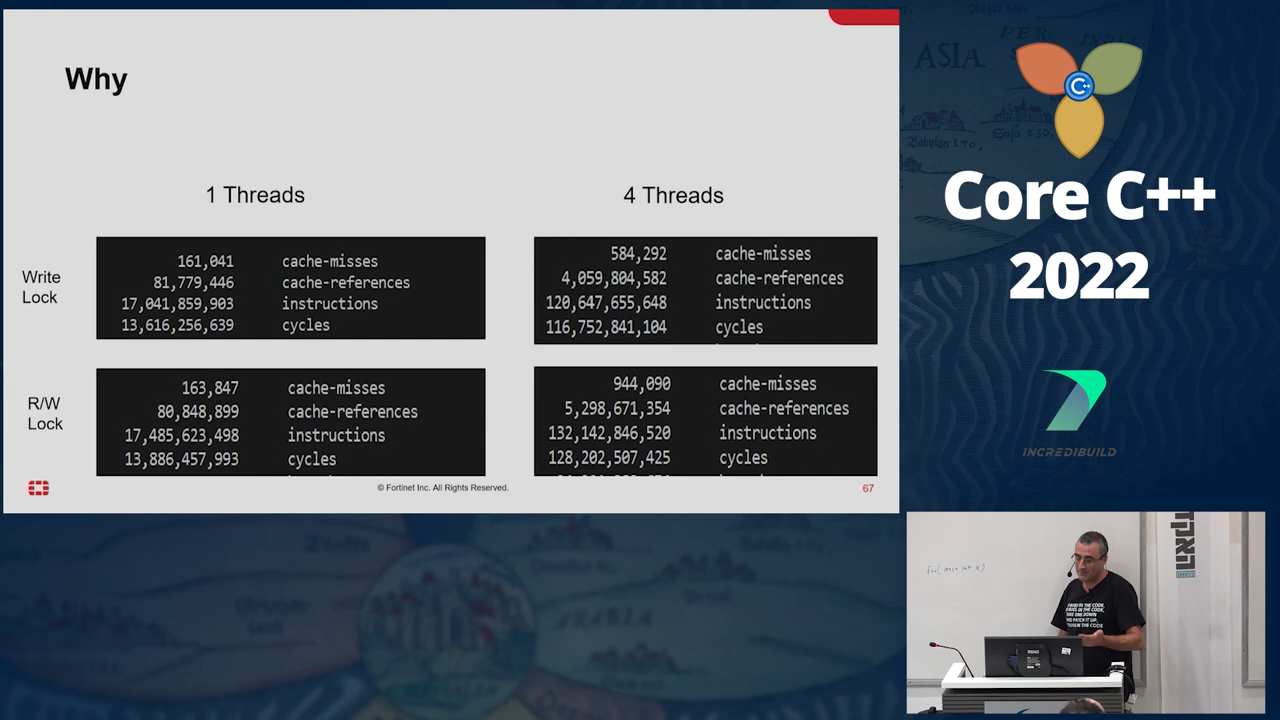 Why
1 Threads
4 Threads
Write
Lock
161,041 cache-misses
81,779,446 cache-references
17,041,859,903 instructions
13,616,256,639 cycles
584,292 cache-misses
4,059,804,582 cache-references
120,647,655,648 instructions
116,752,841,104 cycles
R/W
Lock
163,847 cache-misses
80,848,899 cache-references
17,485,623,498 instructions
13,886,457,993 cycles
944,090 cache-misses
5,298,671,354 cache-references
132,142,846,520 instructions
128,202,507,425 cycles
© Fortinet Inc. All Rights Reserved.
67
ASIA
C++
Core C++
2022
INCREDIBUILD